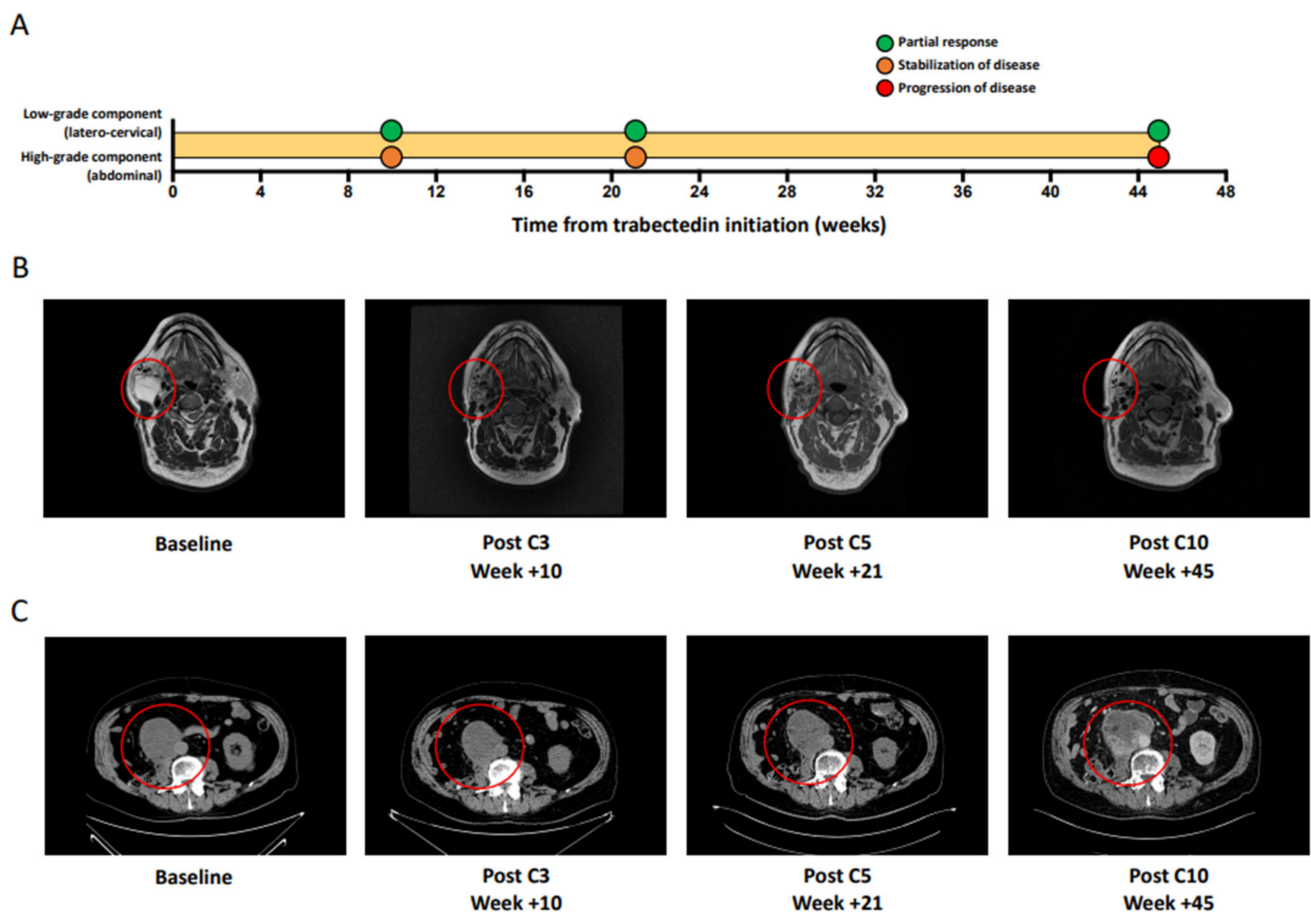 A
Partial response
Stabilization of disease
Progression of disease
Low-grade component
(latero-cervical)
High-grade component
(abdominal)
0 4 8 12 16 20 24 28 32 36 40 44 48
Time from trabectedin initiation (weeks)
B
Baseline
Post C3
Week +10
Post C5
Week +21
Post C10
Week +45
C
Baseline
Post C3
Week +10
Post C5
Week +21
Post C10
Week +45